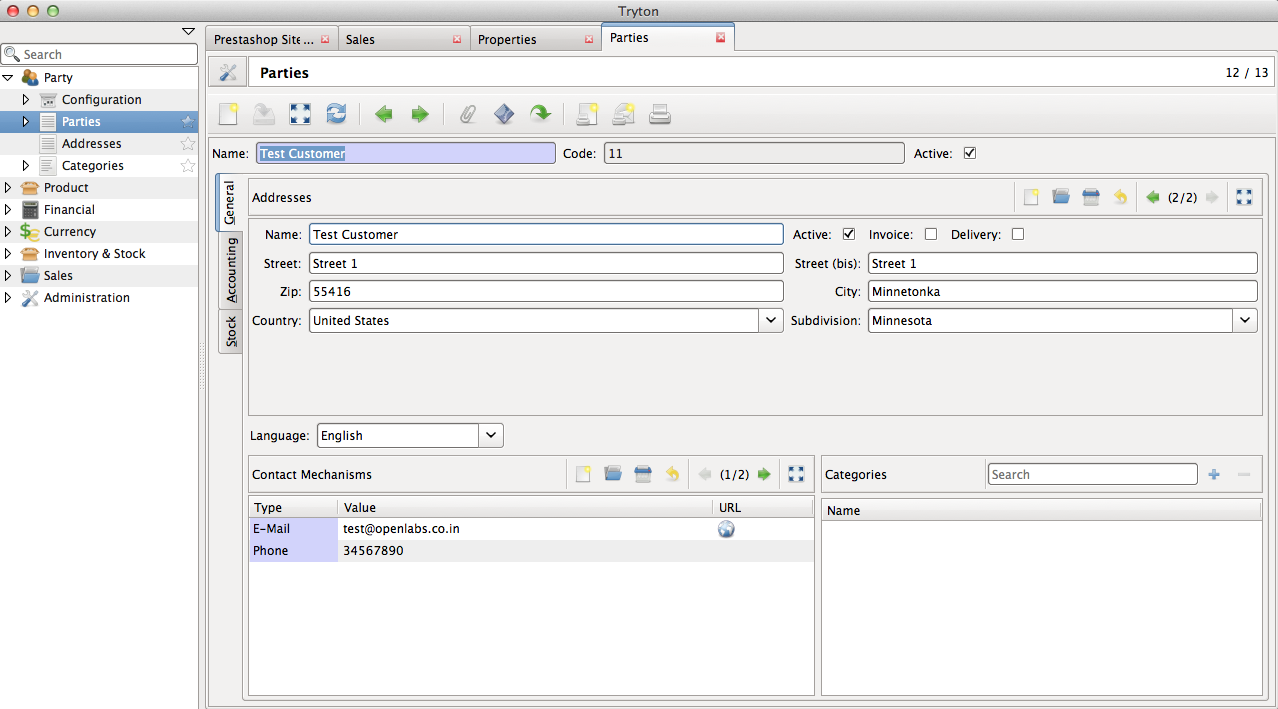 Tryton
Prestashop Site ...
Sales
Properties
Parties
Search
Party
Configuration
Parties
Addresses
Categories
Product
Financial
Currency
Inventory & Stock
Sales
Administration
Parties
12 / 13
Name: Test Customer Code: 11 Active:
General
Accounting
Stock
Addresses (2/2)
Name: Test Customer Active: Invoice: Delivery:
Street: Street 1 Street (bis): Street 1
Zip: 55416 City: Minnetonka
Country: United States Subdivision: Minnesota
Language: English
Contact Mechanisms (1/2)
Type Value URL
E-Mail test@openlabs.co.in
Phone 34567890
Categories Search
Name